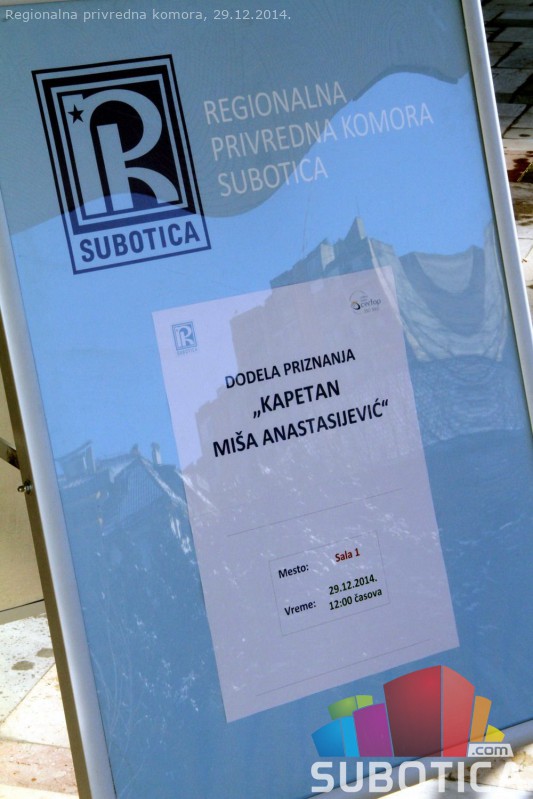 Regionalna privredna komora, 29.12.2014.
REGIONALNA
PRIVREDNA KOMORA
SUBOTICA
SUBOTICA
SUBOTICA
DODELA PRIZNANJA
„KAPETAN
MIŠA ANASTASIJEVIĆ“
Mesto: Sala 1
Vreme: 29.12.2014.
12:00 časova
.com
SUBOTICA